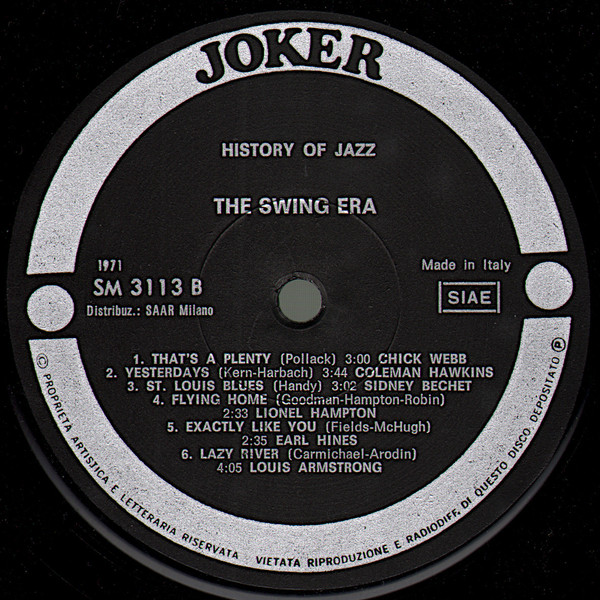 JOKER
HISTORY OF JAZZ
THE SWING ERA
1971
SM 3113 B
Distribuz.: SAAR Milano
Made in Italy
SIAE
1. THAT'S A PLENTY (Pollack) 3:00 CHICK WEBB
2. YESTERDAYS (Kern-Harbach) 3:44 COLEMAN HAWKINS
3. ST. LOUIS BLUES (Handy) 3:02 SIDNEY BECHET
4. FLYING HOME (Goodman-Hampton-Robin)
2:33 LIONEL HAMPTON
5. EXACTLY LIKE YOU (Fields-McHugh)
2:35 EARL HINES
6. LAZY RIVER (Carmichael-Arodin)
4:05 LOUIS ARMSTRONG
© PROPRIETA ARTISTICA E LETTERARIA RISERVATA VIETATA RIPRODUZIONE E RADIODIFF. DI QUESTO DISCO DEPOSITATO ℗